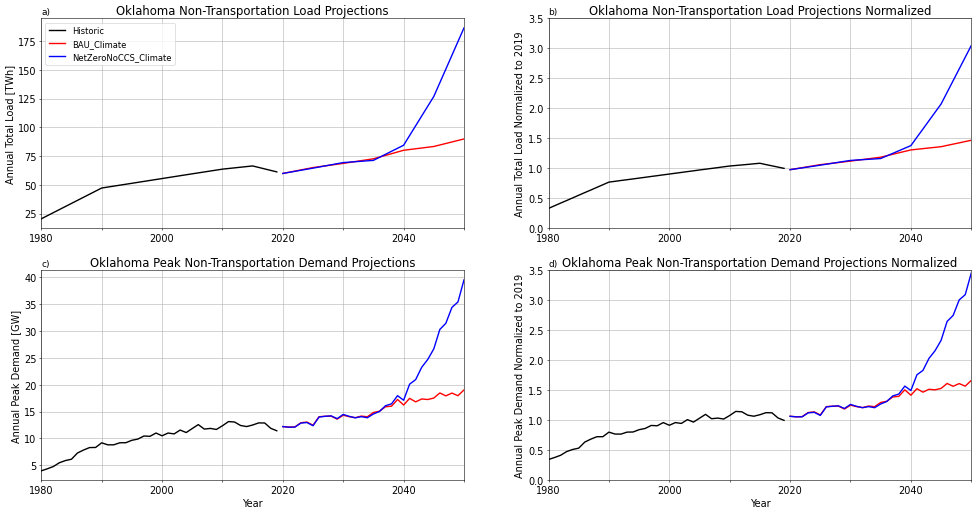 a)
Oklahoma Non-Transportation Load Projections
Historic
BAU_Climate
NetZeroNoCCS_Climate
Annual Total Load [TWh]
175
150
125
100
75
50
25
1980
2000
2020
2040
b)
Oklahoma Non-Transportation Load Projections Normalized
Annual Total Load Normalized to 2019
3.5
3.0
2.5
2.0
1.5
1.0
0.5
0.0
1980
2000
2020
2040
c)
Oklahoma Peak Non-Transportation Demand Projections
Annual Peak Demand [GW]
40
35
30
25
20
15
10
5
1980
2000
2020
2040
Year
d)
Oklahoma Peak Non-Transportation Demand Projections Normalized
Annual Peak Demand Normalized to 2019
3.5
3.0
2.5
2.0
1.5
1.0
0.5
0.0
1980
2000
2020
2040
Year